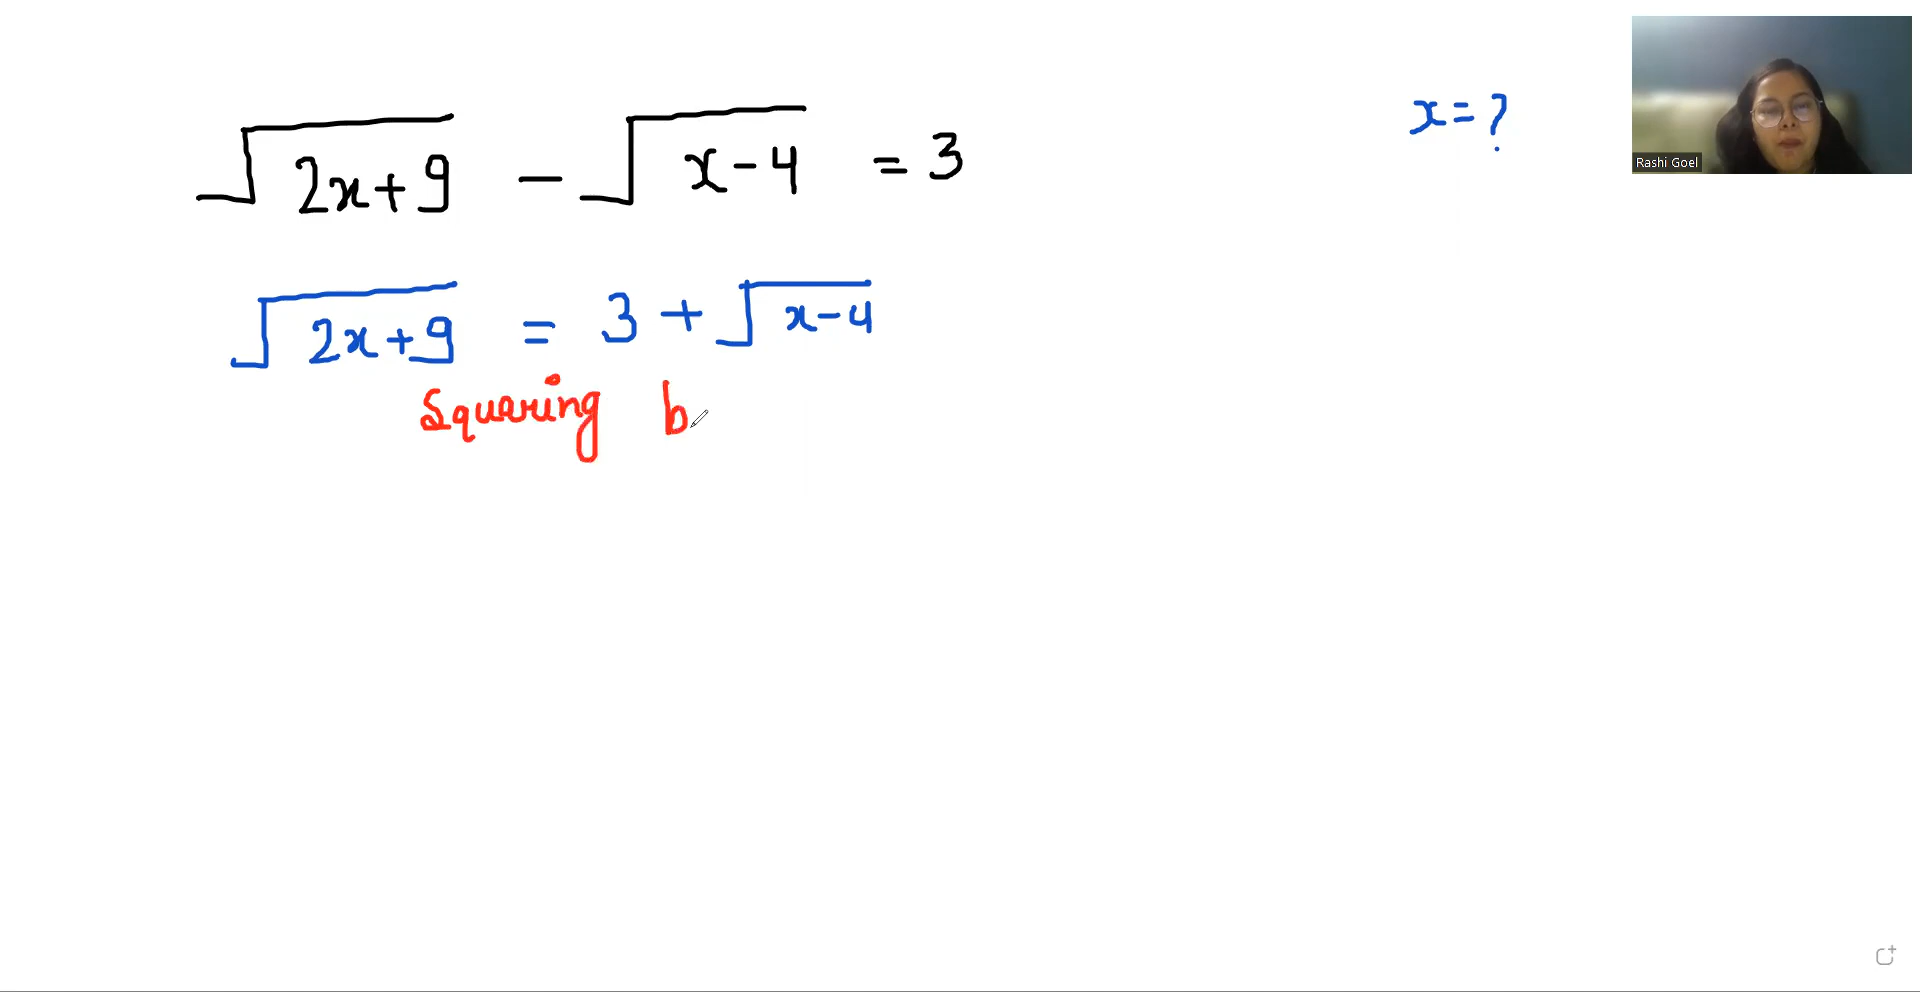 √(2x+9) − √(x−4) = 3
x = ?
Rashi Goel
√(2x+9) = 3 + √(x−4)
Squaring b